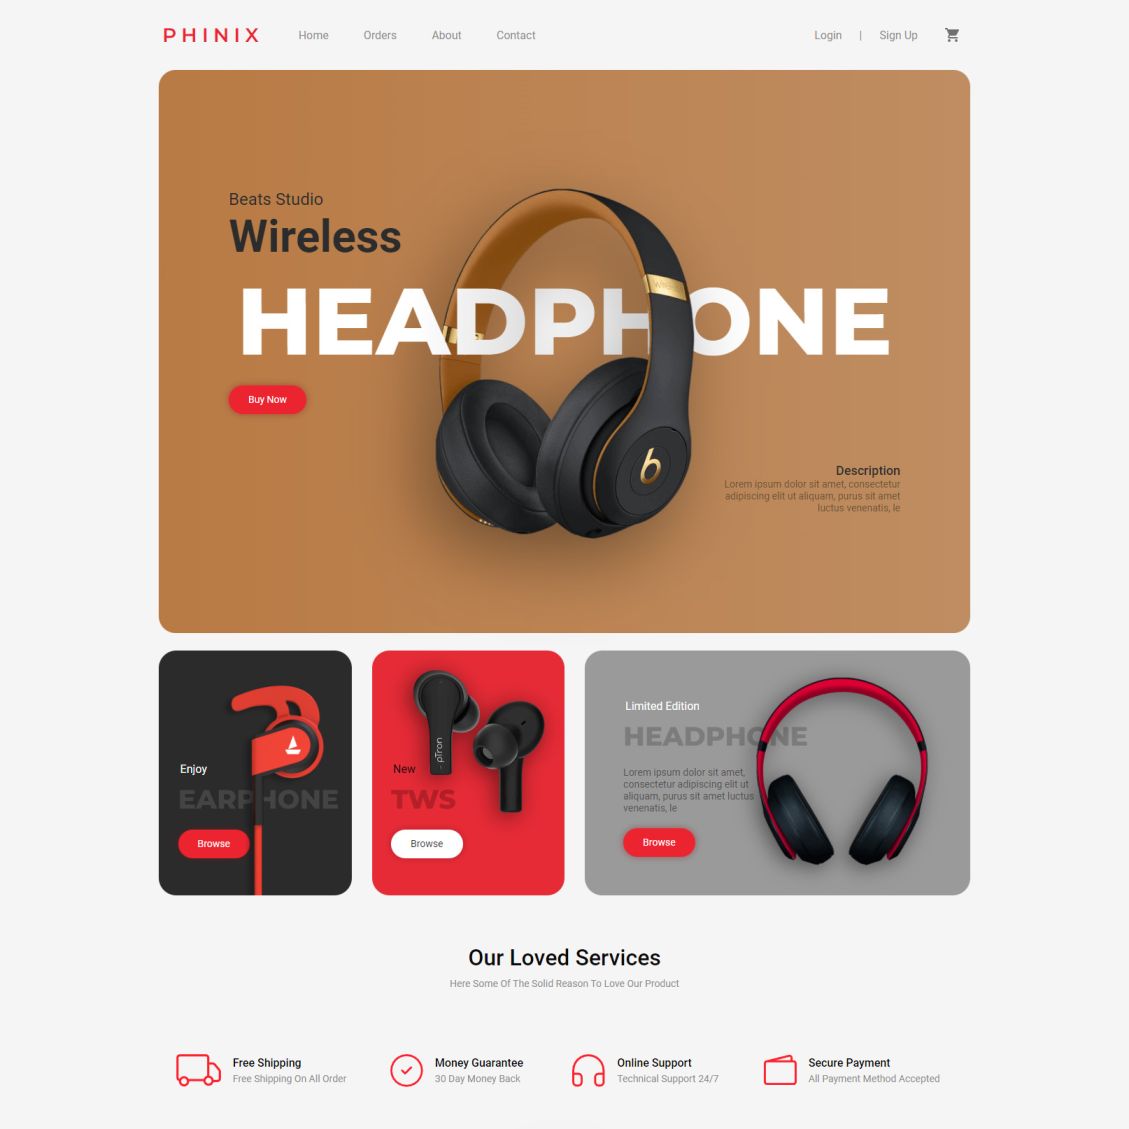 PHINIX
Home
Orders
About
Contact
Login
|
Sign Up
Beats Studio
Wireless
HEADPHONE
Buy Now
Description
Lorem ipsum dolor sit amet, consectetur
adipiscing elit ut aliquam, purus sit amet
luctus venenatis, le
Enjoy
EARPHONE
Browse
pTron
New
TWS
Browse
Limited Edition
HEADPHONE
Lorem ipsum dolor sit amet,
consectetur adipiscing elit ut
aliquam, purus sit amet luctus
venenatis, le
Browse
Our Loved Services
Here Some Of The Solid Reason To Love Our Product
Free Shipping
Free Shipping On All Order
Money Guarantee
30 Day Money Back
Online Support
Technical Support 24/7
Secure Payment
All Payment Method Accepted